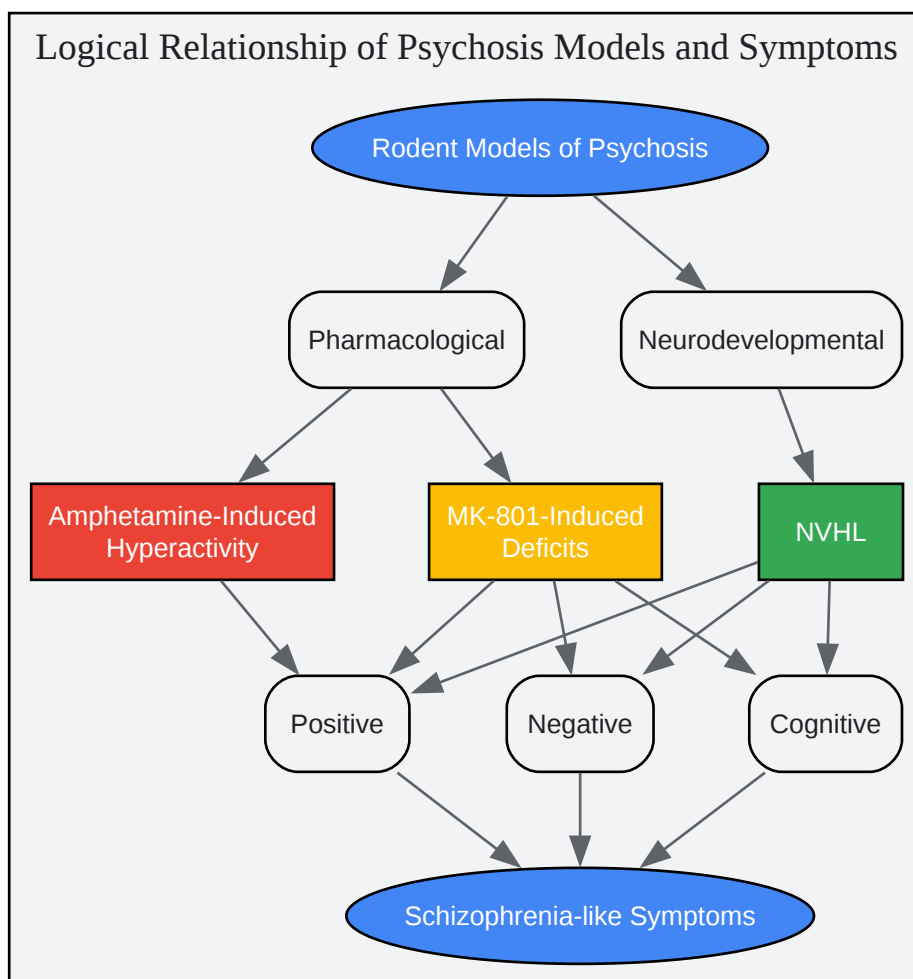 Logical Relationship of Psychosis Models and Symptoms
Rodent Models of Psychosis
Pharmacological
Neurodevelopmental
Amphetamine-Induced
Hyperactivity
MK-801-Induced
Deficits
NVHL
Positive
Negative
Cognitive
Schizophrenia-like Symptoms